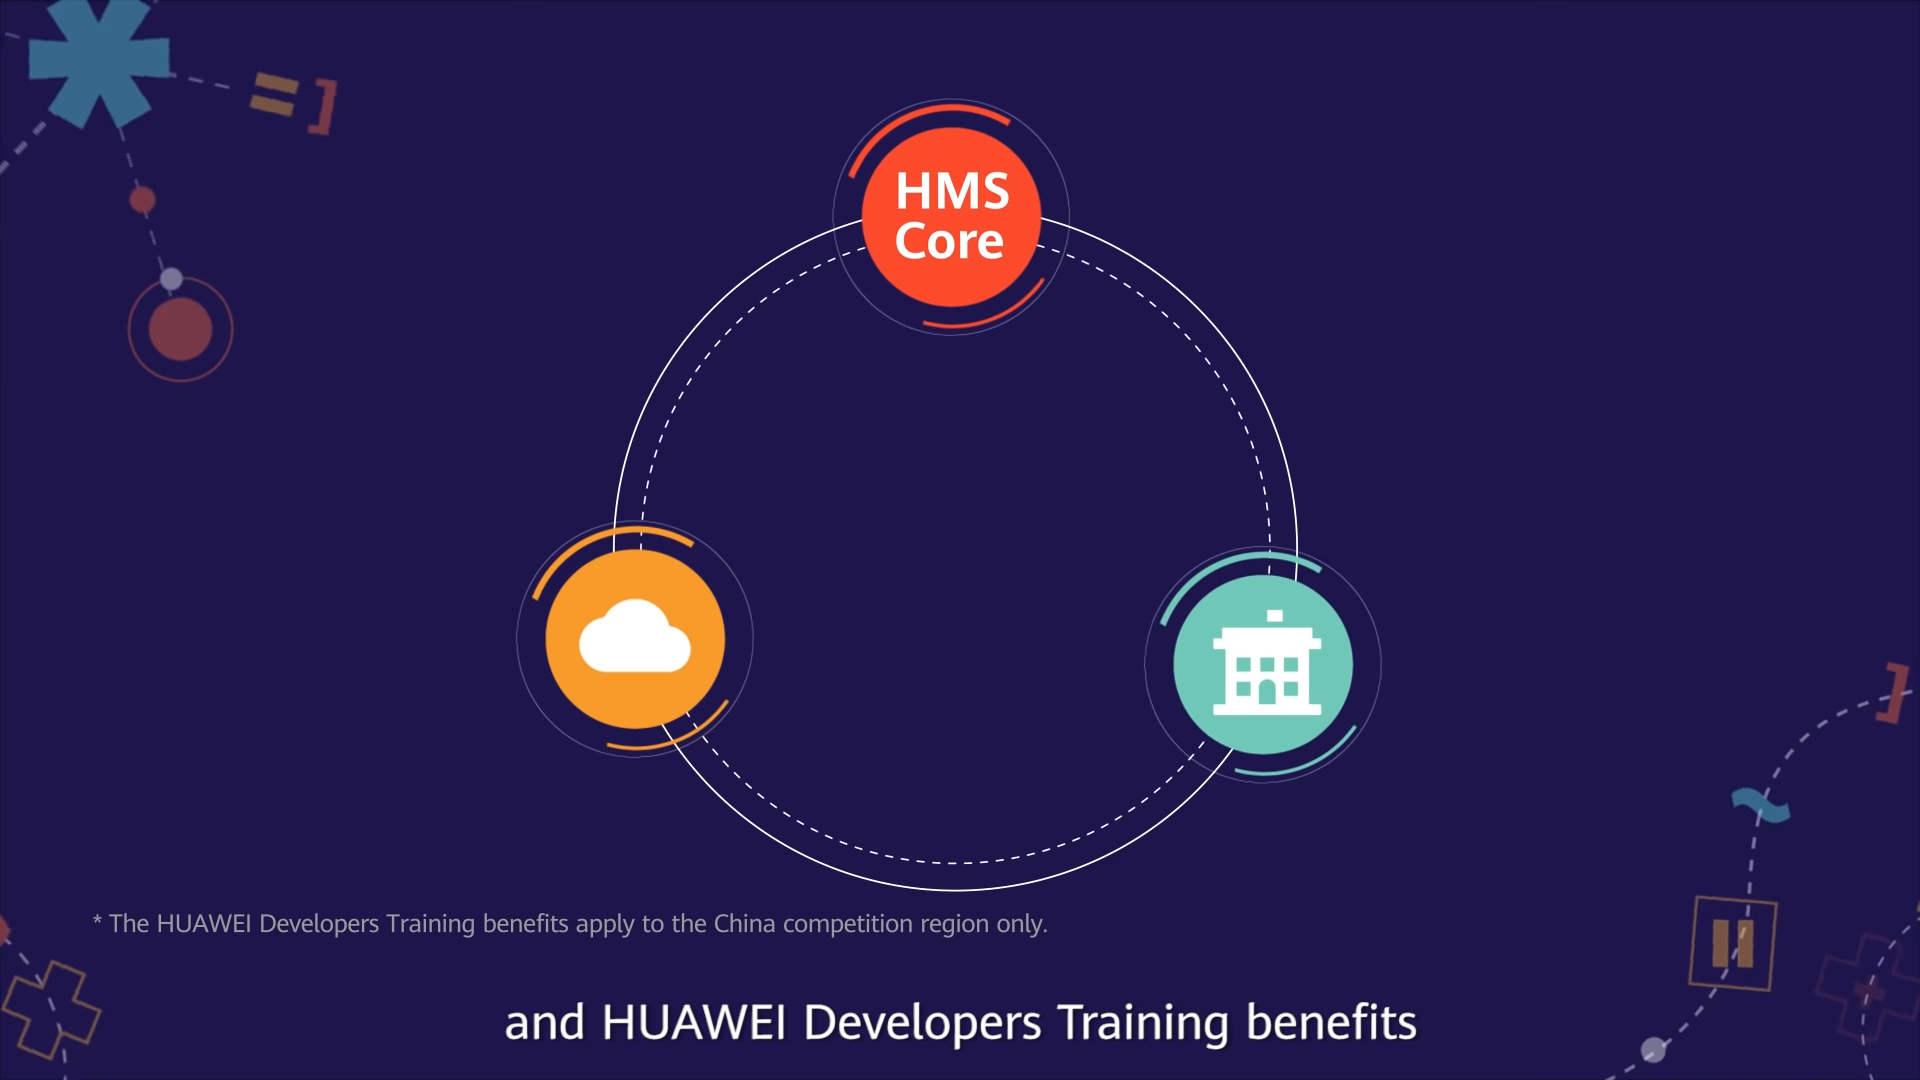 HMS
Core
* The HUAWEI Developers Training benefits apply to the China competition region only.
and HUAWEI Developers Training benefits